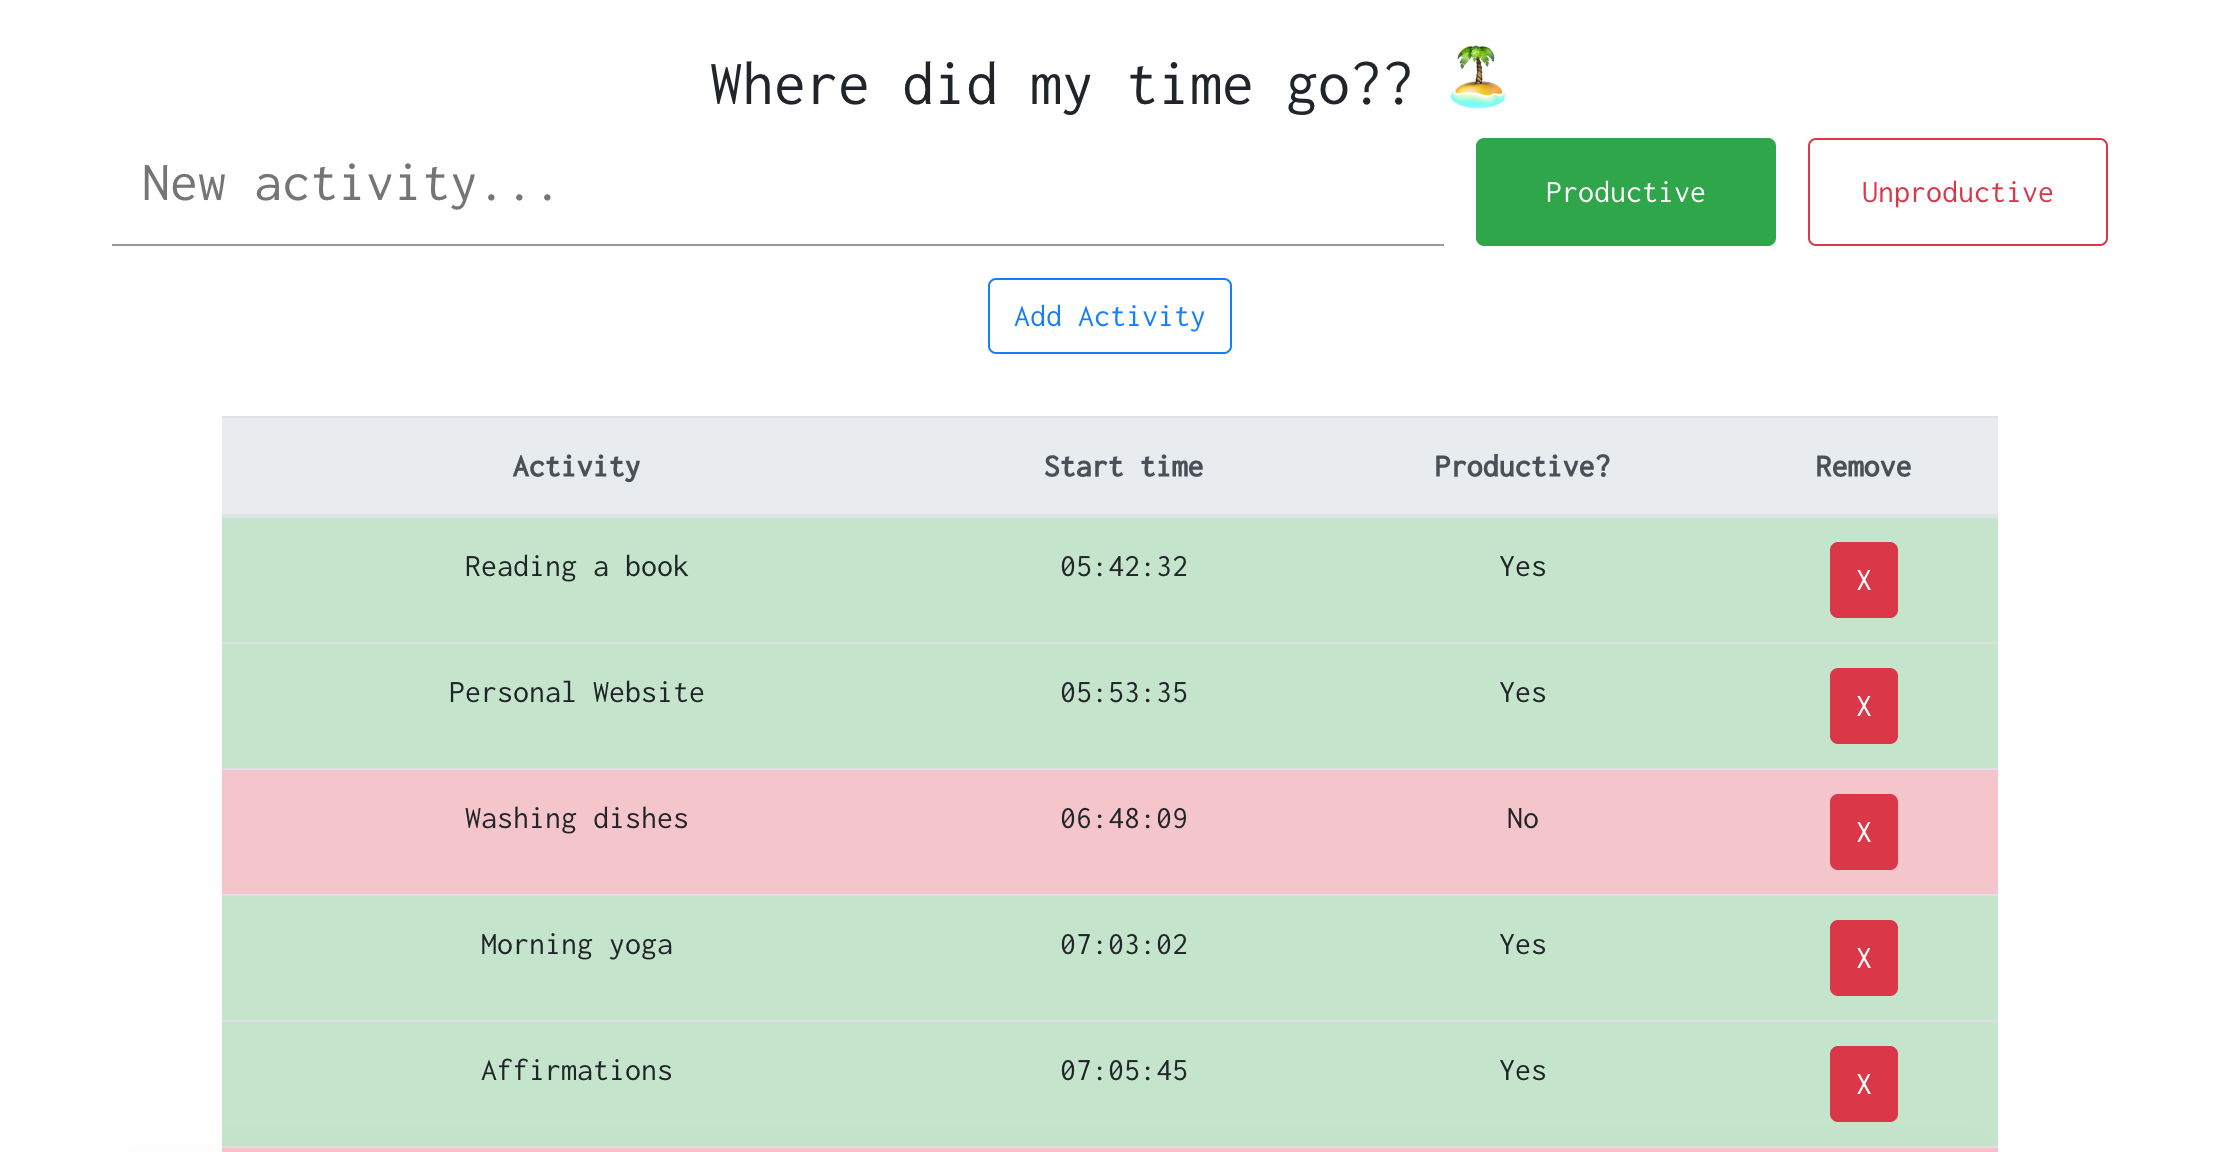 Where did my time go?? 🏝️
New activity...
Productive
Unproductive
Add Activity
Activity Start time Productive? Remove
Reading a book 05:42:32 Yes X
Personal Website 05:53:35 Yes X
Washing dishes 06:48:09 No X
Morning yoga 07:03:02 Yes X
Affirmations 07:05:45 Yes X